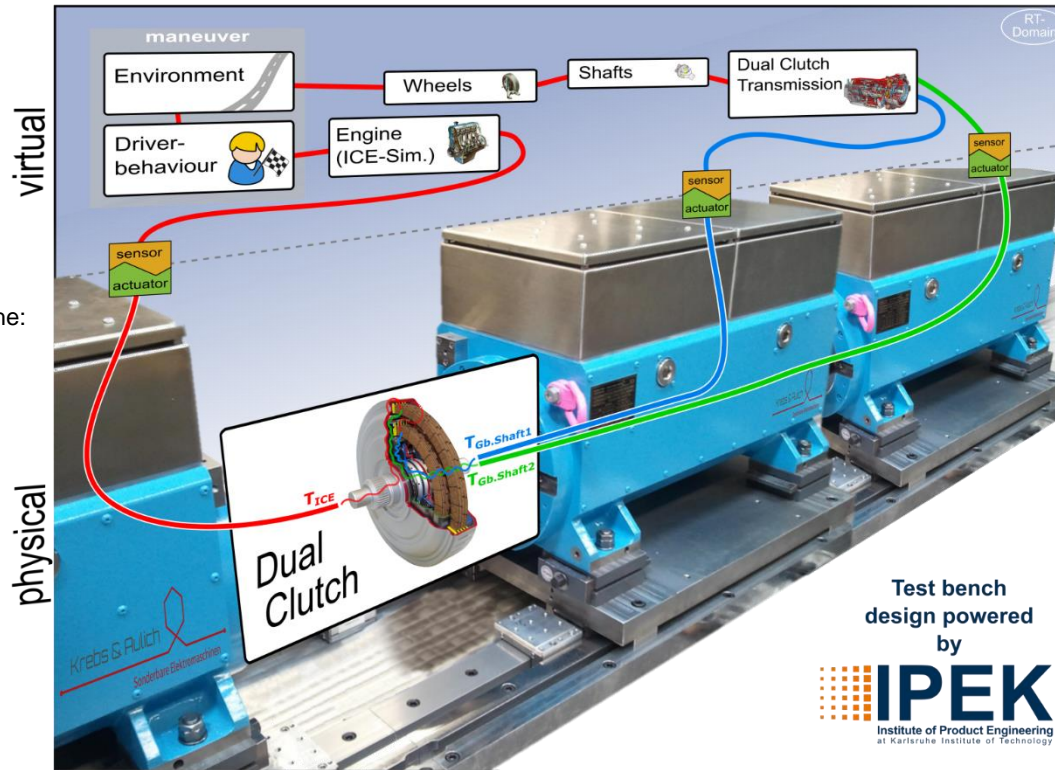 RT-
Domain
maneuver
Environment
Wheels
Shafts
Dual Clutch
Transmission
Driver-
behaviour
Engine
(ICE-Sim.)
virtual
sensor
actuator
sensor
actuator
sensor
actuator
ne:
TGb.Shaft1
TGb.Shaft2
TICE
Dual
Clutch
physical
Krebs & Aulich
Sonderbare Elektromaschinen
Test bench
design powered
by
IPEK
Institute of Product Engineering
at Karlsruhe Institute of Technology